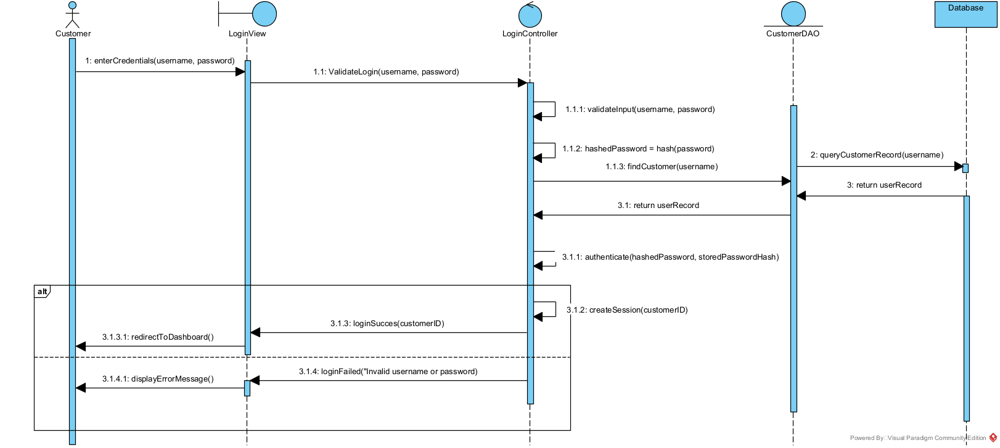 Customer
LoginView
LoginController
CustomerDAO
Database
1: enterCredentials(username, password)
1.1: ValidateLogin(username, password)
1.1.1: validateInput(username, password)
1.1.2: hashedPassword = hash(password)
2: queryCustomerRecord(username)
1.1.3: findCustomer(username)
3: return userRecord
3.1: return userRecord
3.1.1: authenticate(hashedPassword, storedPasswordHash)
alt
3.1.2: createSession(customerID)
3.1.3: loginSucces(customerID)
3.1.3.1: redirectToDashboard()
3.1.4: loginFailed("Invalid username or password)
3.1.4.1: displayErrorMessage()
Powered By Visual Paradigm Community Edition